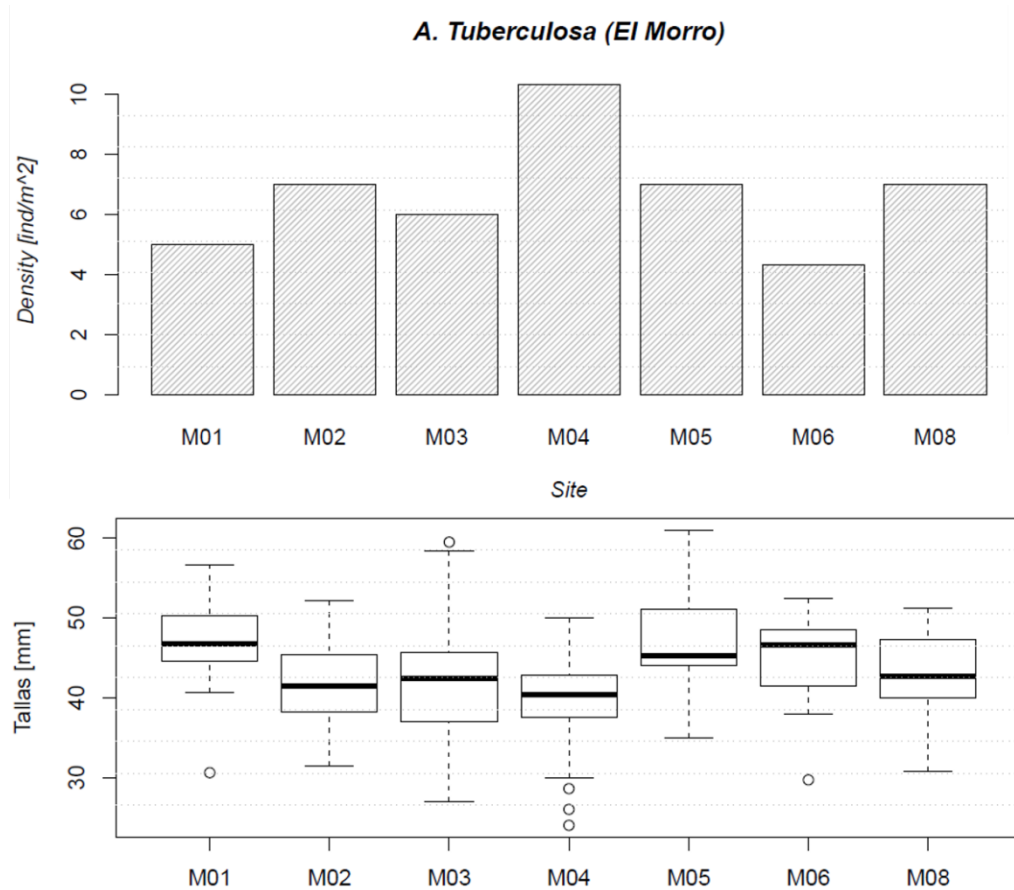 A. Tuberculosa (El Morro)
Density [ind/m^2]
10
8
6
4
2
0
M01 M02 M03 M04 M05 M06 M08
Site
Tallas [mm]
60
50
40
30
M01 M02 M03 M04 M05 M06 M08